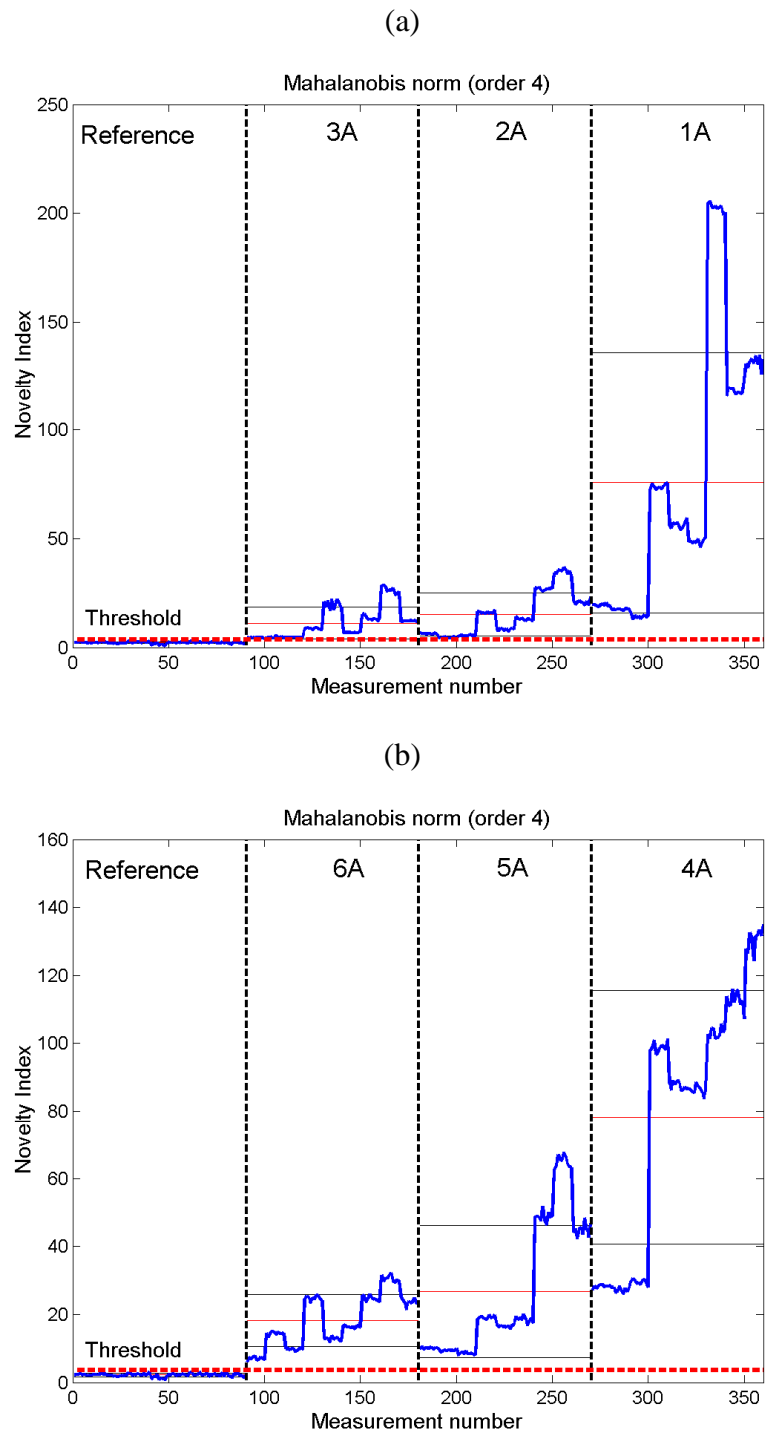 (a)
Mahalanobis norm (order 4)
250
Reference 3A 2A 1A
200
150
Novelty Index
100
50
Threshold
0
0 50 100 150 200 250 300 350
Measurement number
(b)
Mahalanobis norm (order 4)
160
Reference 6A 5A 4A
140
120
100
Novelty Index
80
60
40
20
Threshold
0
0 50 100 150 200 250 300 350
Measurement number